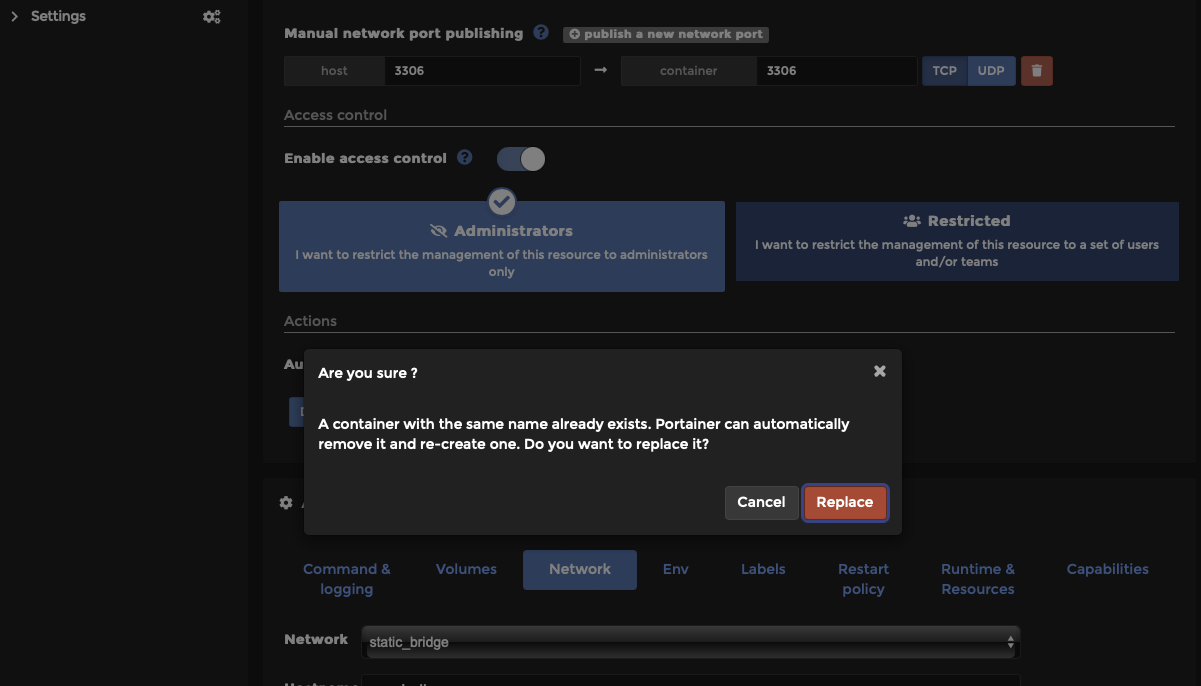 Settings
Manual network port publishing publish a new network port
host 3306 → container 3306 TCP UDP
Access control
Enable access control
Administrators
I want to restrict the management of this resource to administrators
only
Restricted
I want to restrict the management of this resource to a set of users
and/or teams
Actions
Au
Are you sure ?
A container with the same name already exists. Portainer can automatically
remove it and re-create one. Do you want to replace it?
Cancel Replace
Command &
logging
Volumes
Network
Env
Labels
Restart
policy
Runtime &
Resources
Capabilities
Network static_bridge